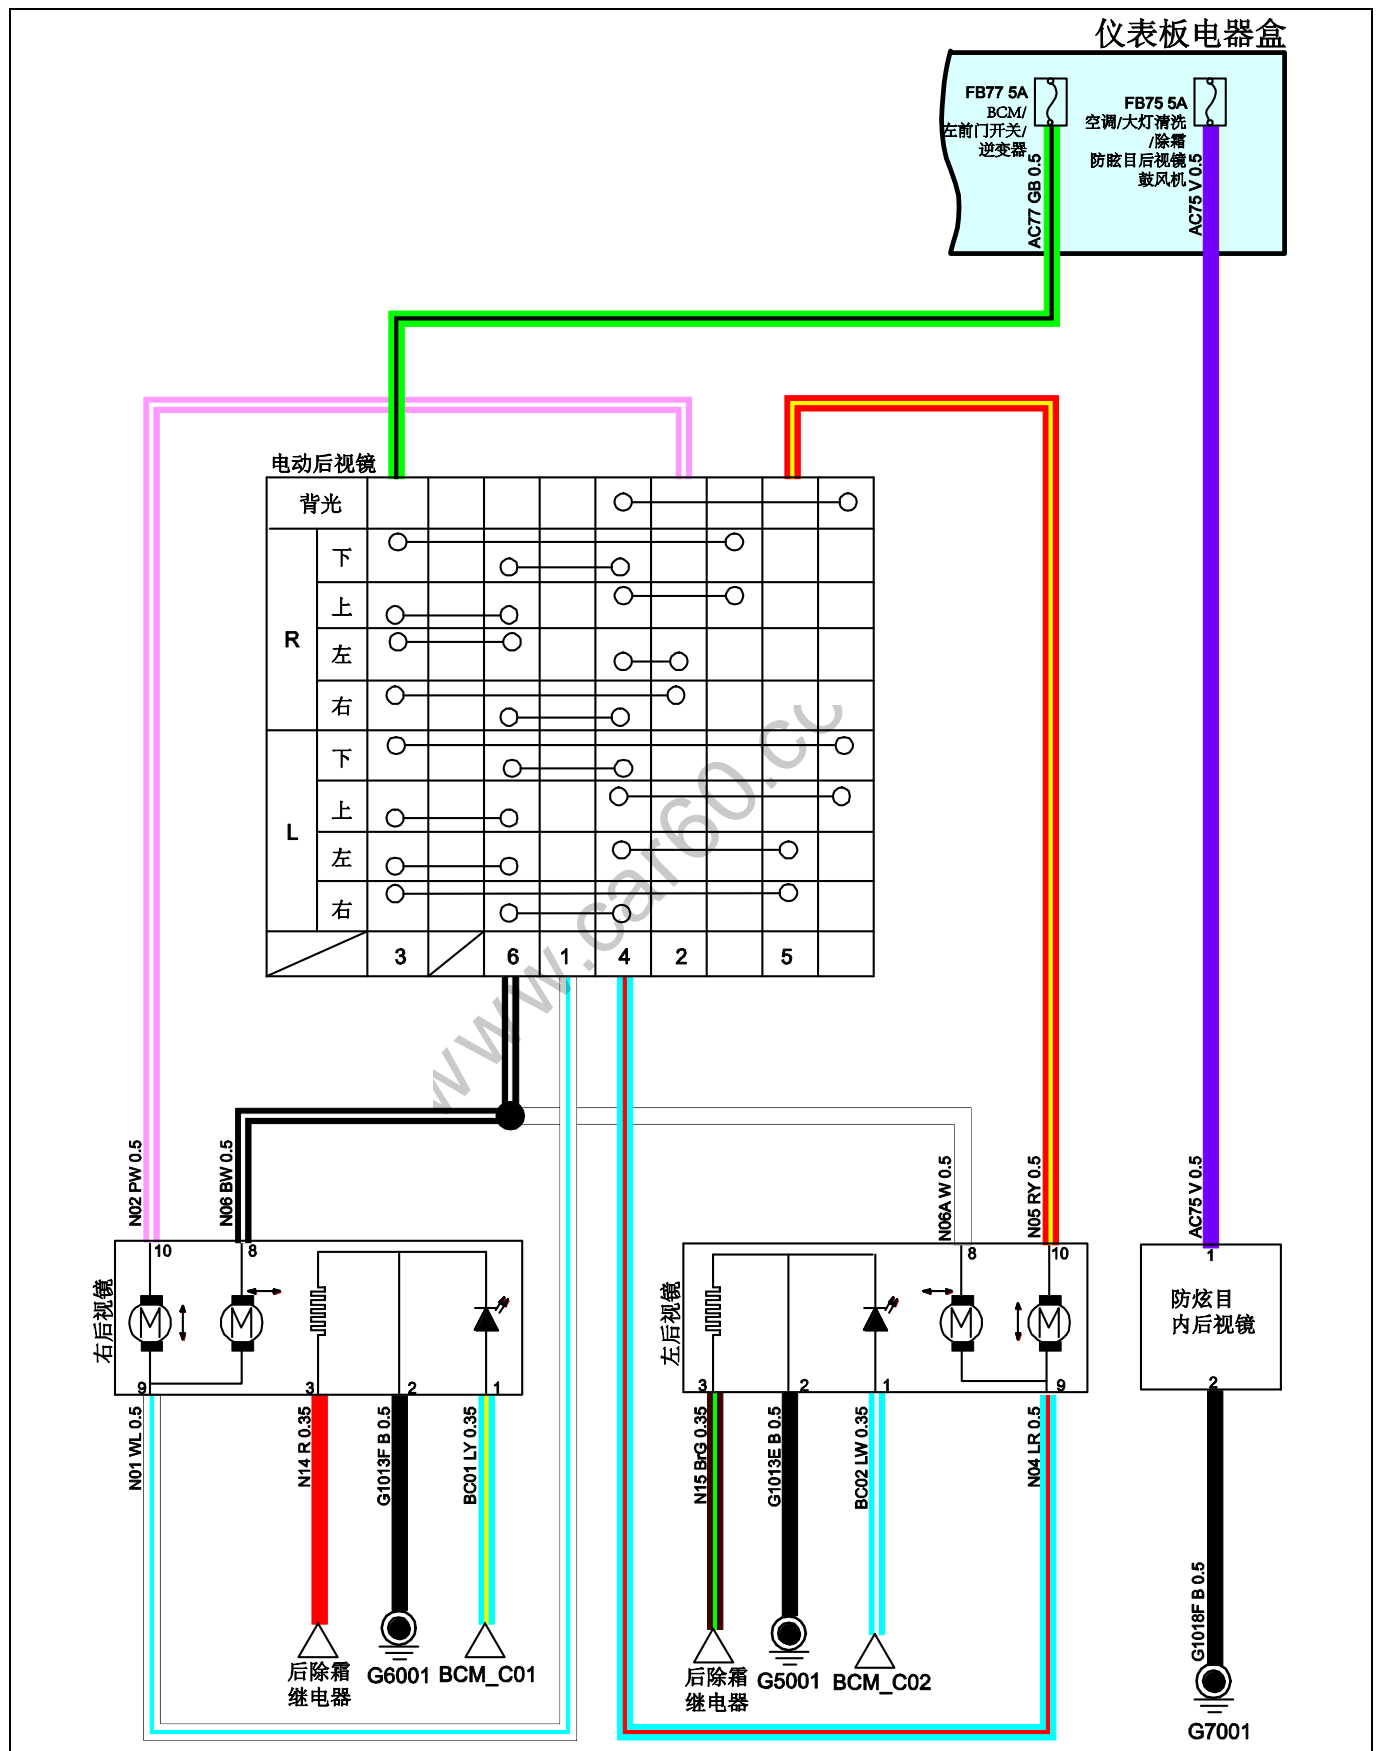 仪表板电器盒
FB77 5A
BCM/
左前门开关/
逆变器
AC77 GB 0.5
FB75 5A
空调/大灯清洗
/除霜
防眩目后视镜
鼓风机
AC75 V 0.5
电动后视镜
背光
R
下
上
左
右
L
下
上
左
右
3 6 1 4 2 5
www.car60.co
N02 PW 0.5
N06 BW 0.5
N06A W 0.5
N05 RY 0.5
AC75 V 0.5
右后视镜
10 8
M M
9 3 2 1
左后视镜
8 10
M M
3 2 1 9
1
防炫目
内后视镜
2
N01 WL 0.5
N14 R 0.35
G1013F B 0.5
BC01 LY 0.35
N15 BrG 0.35
G1013E B 0.5
BC02 LW 0.35
N04 LR 0.5
G1018F B 0.5
后除霜
继电器
G6001
BCM_C01
后除霜
继电器
G5001
BCM_C02
G7001